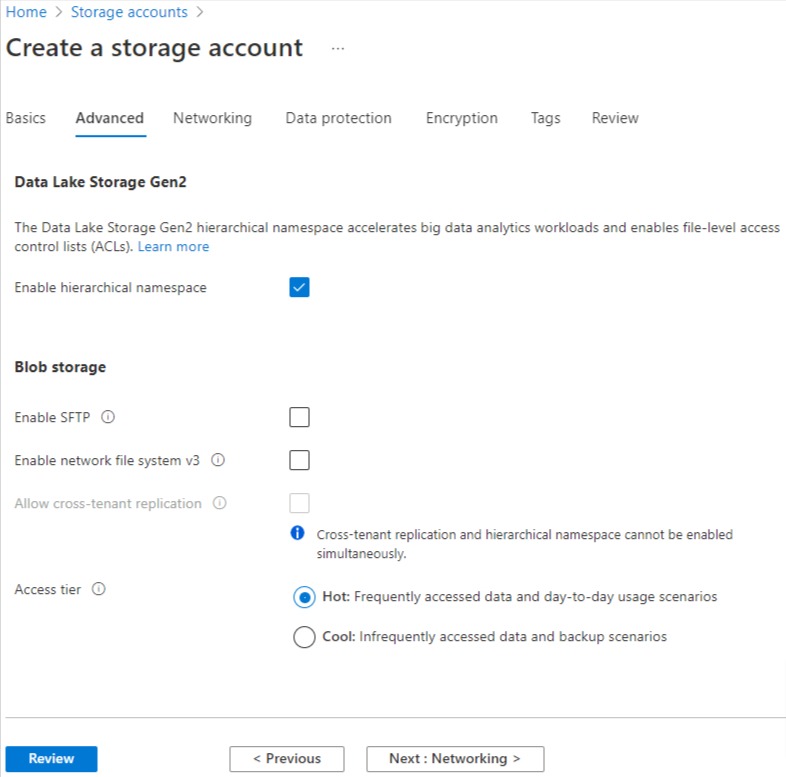 Home > Storage accounts >
Create a storage account ...
Basics Advanced Networking Data protection Encryption Tags Review
Data Lake Storage Gen2
The Data Lake Storage Gen2 hierarchical namespace accelerates big data analytics workloads and enables file-level access
control lists (ACLs). Learn more
Enable hierarchical namespace
Blob storage
Enable SFTP
Enable network file system v3
Allow cross-tenant replication
Cross-tenant replication and hierarchical namespace cannot be enabled
simultaneously.
Access tier
Hot: Frequently accessed data and day-to-day usage scenarios
Cool: Infrequently accessed data and backup scenarios
Review < Previous Next : Networking >